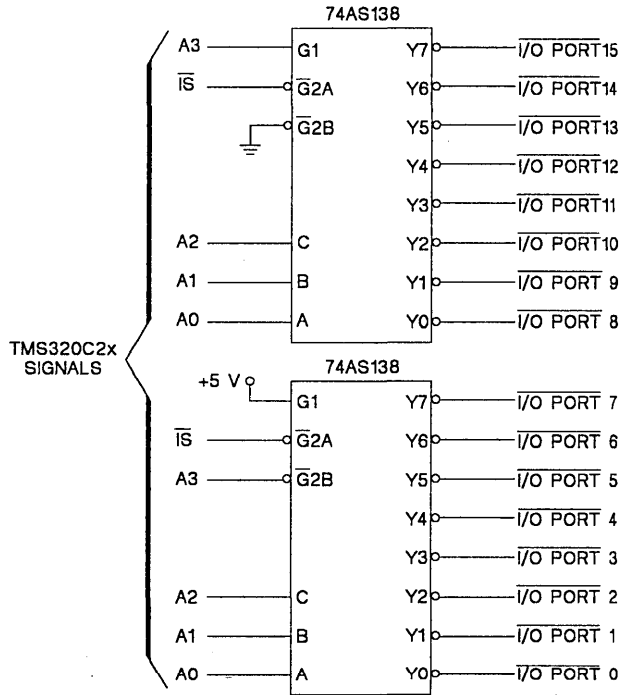 74AS138
A3 G1 Y7 I/O PORT15
IS G2A Y6 I/O PORT14
G2B Y5 I/O PORT13
Y4 I/O PORT12
Y3 I/O PORT11
A2 C Y2 I/O PORT10
A1 B Y1 I/O PORT 9
A0 A Y0 I/O PORT 8
TMS320C2x
SIGNALS
74AS138
+5 V G1 Y7 I/O PORT 7
IS G2A Y6 I/O PORT 6
A3 G2B Y5 I/O PORT 5
Y4 I/O PORT 4
Y3 I/O PORT 3
A2 C Y2 I/O PORT 2
A1 B Y1 I/O PORT 1
A0 A Y0 I/O PORT 0